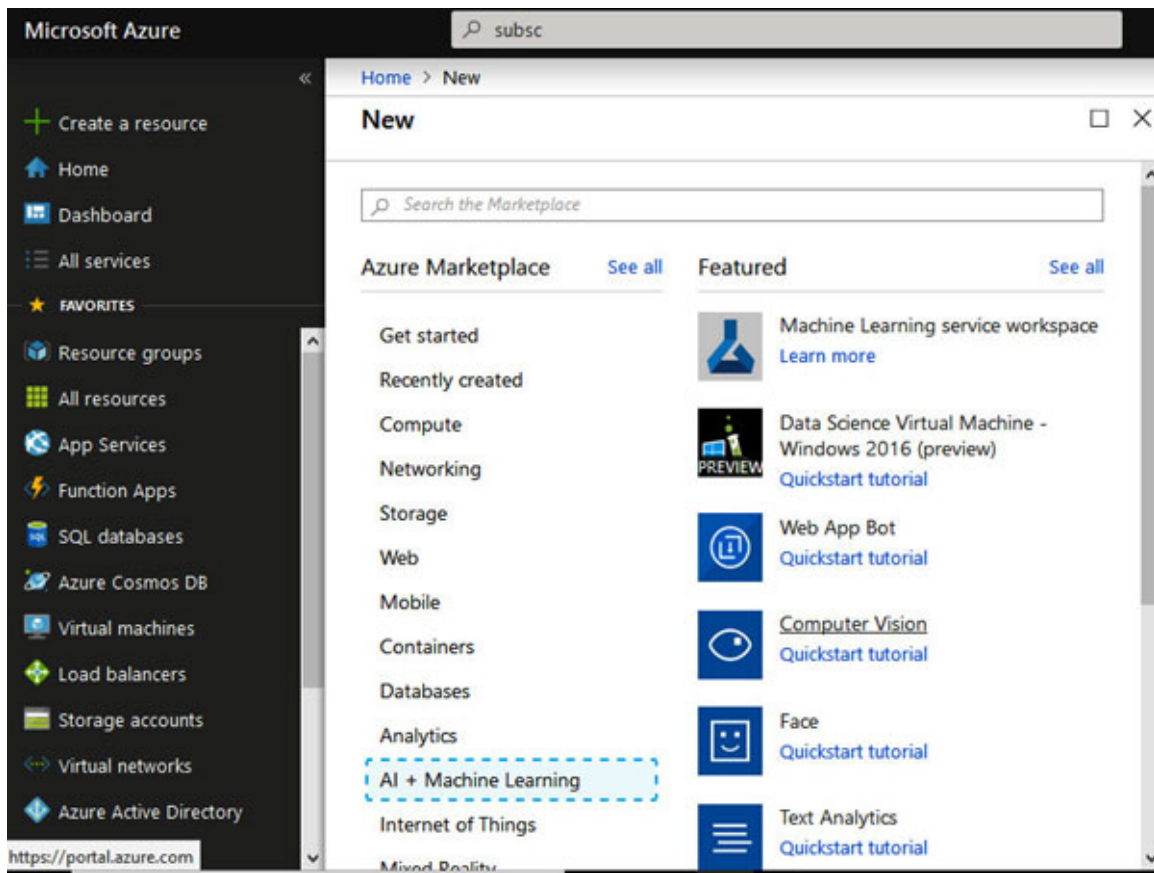 Microsoft Azure
subsc
«
Home > New
Create a resource
Home
Dashboard
All services
FAVORITES
Resource groups
All resources
App Services
Function Apps
SQL databases
Azure Cosmos DB
Virtual machines
Load balancers
Storage accounts
Virtual networks
Azure Active Directory
https://portal.azure.com
New
Search the Marketplace
Azure Marketplace See all
Get started
Recently created
Compute
Networking
Storage
Web
Mobile
Containers
Databases
Analytics
AI + Machine Learning
Internet of Things
Mixed Reality
Featured See all
Machine Learning service workspace
Learn more
PREVIEW
Data Science Virtual Machine -
Windows 2016 (preview)
Quickstart tutorial
Web App Bot
Quickstart tutorial
Computer Vision
Quickstart tutorial
Face
Quickstart tutorial
Text Analytics
Quickstart tutorial